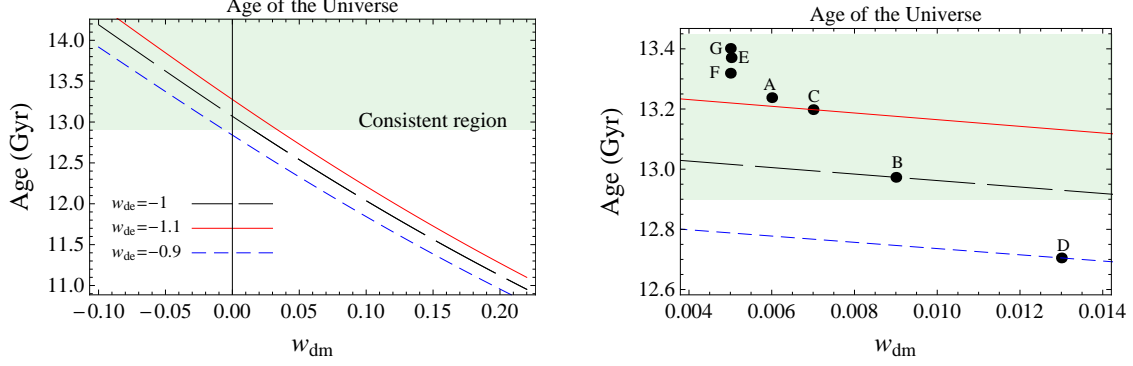 Age of the Universe
Age (Gyr)
14.0
13.5
13.0
12.5
12.0
11.5
11.0
Consistent region
w_de=−1
w_de=−1.1
w_de=−0.9
−0.10 −0.05 0.00 0.05 0.10 0.15 0.20
w_dm
Age of the Universe
Age (Gyr)
13.4
13.2
13.0
12.8
12.6
G
E
F
A
C
B
D
0.004 0.006 0.008 0.010 0.012 0.014
w_dm